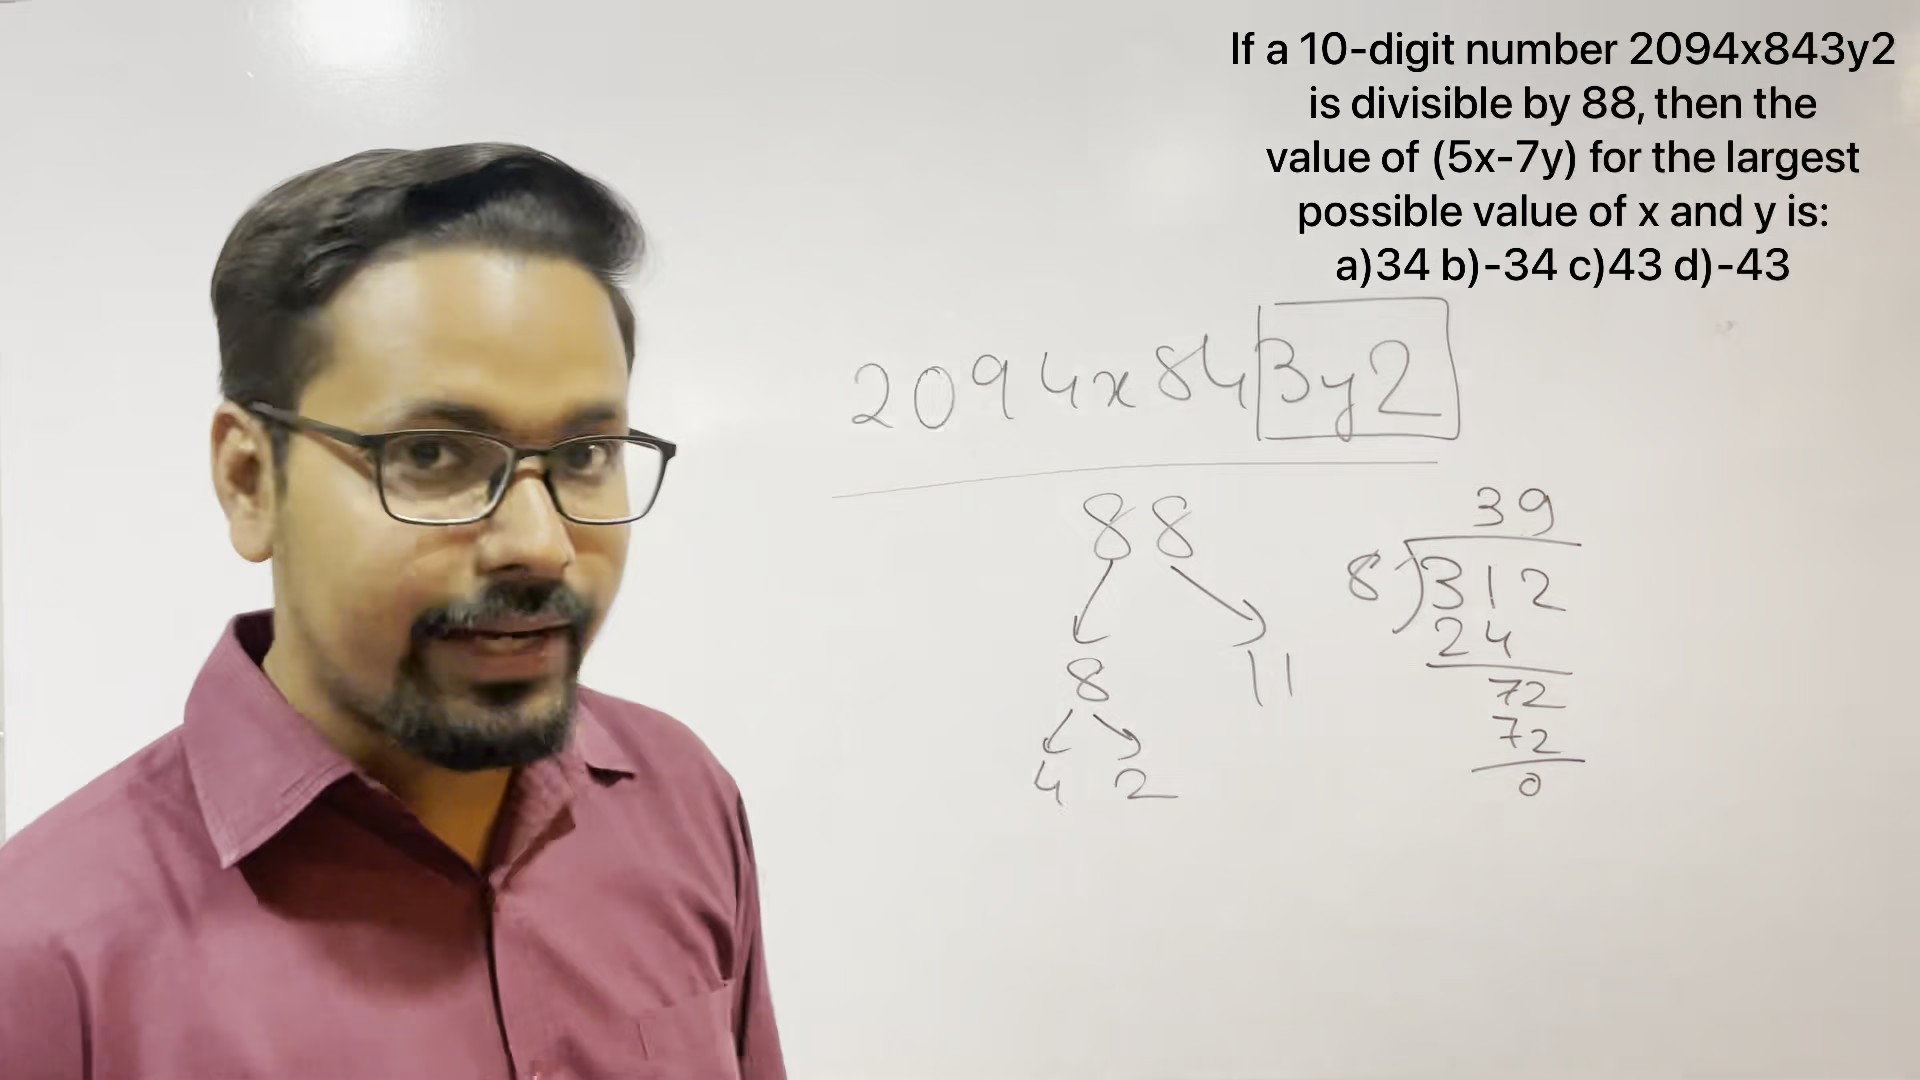 If a 10-digit number 2094x843y2
is divisible by 88, then the
value of (5x-7y) for the largest
possible value of x and y is:
a)34 b)-34 c)43 d)-43
2094x843y2
88
8 11
4 2
39
8)312
24
72
72
0